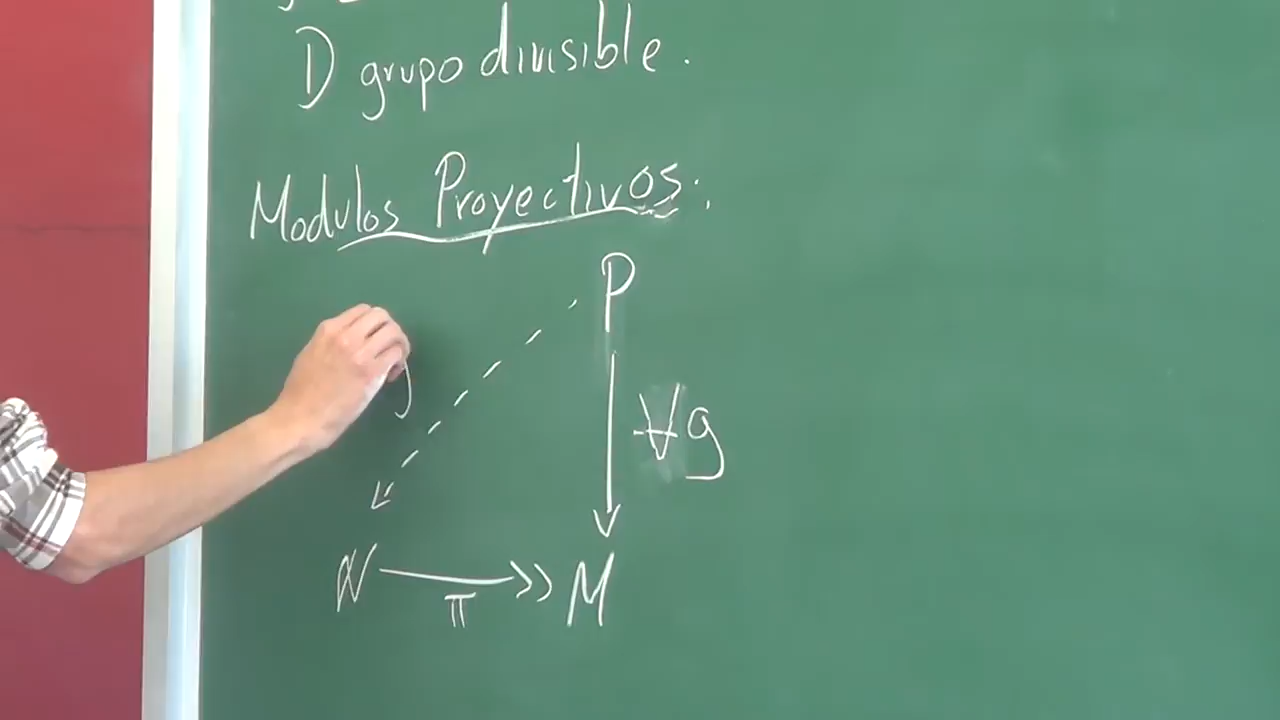 D grupo divisible.
Modulos Proyectivos:
P
∀g
N π M